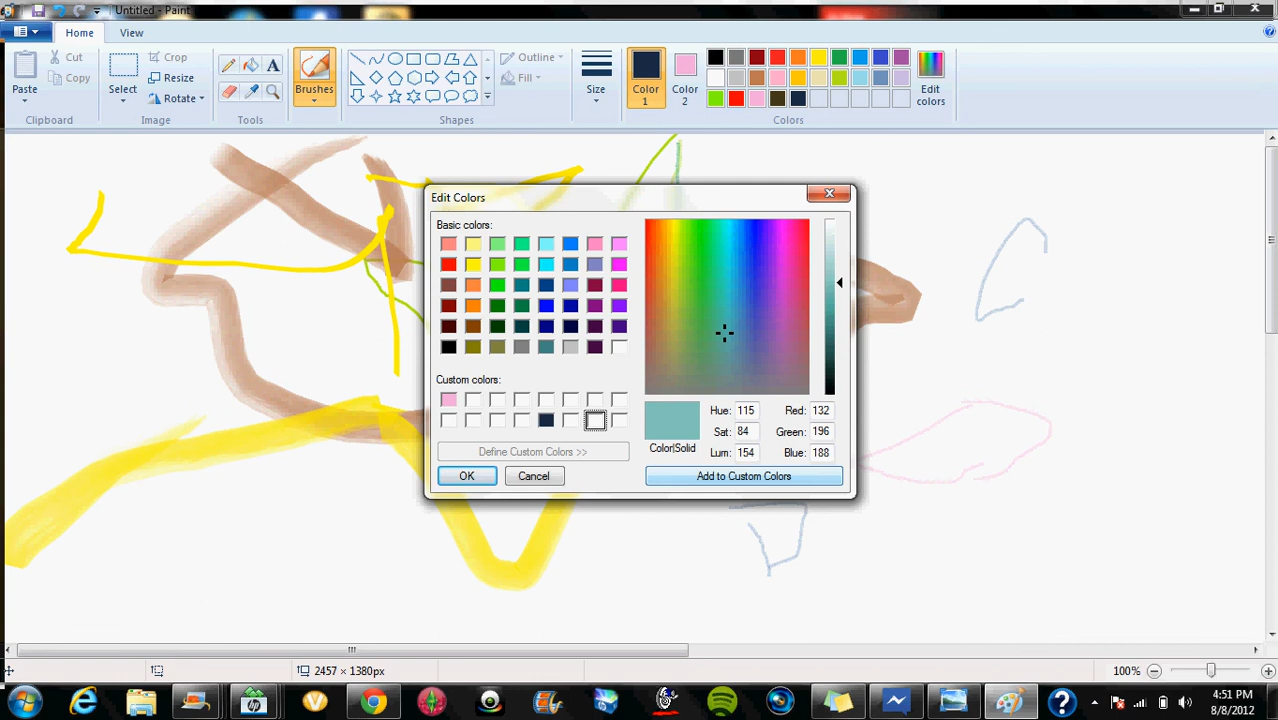 Untitled - Paint
Home View
Paste
Cut
Copy
Clipboard
Select
Crop
Resize
Rotate
Image
A
Tools
Brushes
Outline
Fill
Shapes
Size
Color 1
Color 2
Edit colors
Colors
Edit Colors
Basic colors:
Custom colors:
Define Custom Colors >>
OK Cancel
Color|Solid
Hue: 115 Red: 132
Sat: 84 Green: 196
Lum: 154 Blue: 188
Add to Custom Colors
2457 × 1380px
100%
hp
4:51 PM
8/8/2012